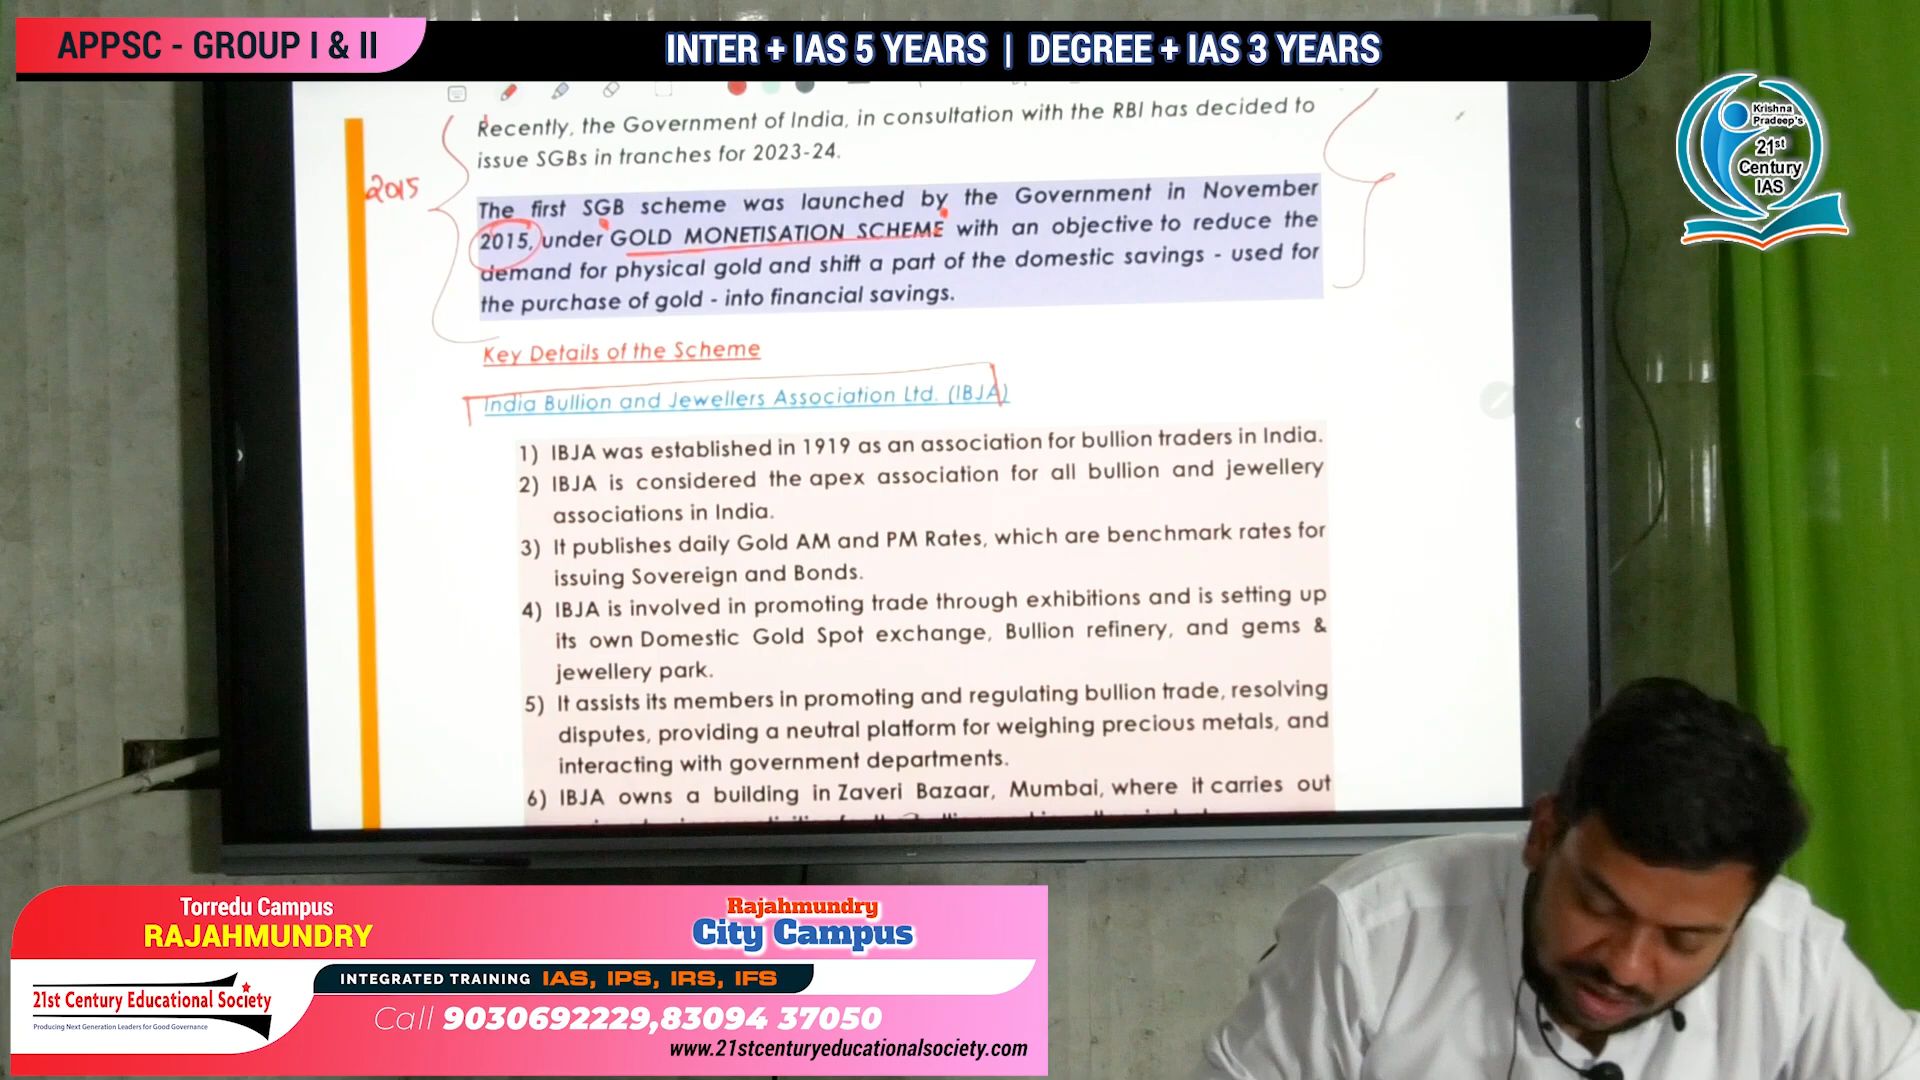 APPSC - GROUP I & II
INTER + IAS 5 YEARS | DEGREE + IAS 3 YEARS
Krishna
Pradeep's
21st
Century
IAS
Recently, the Government of India, in consultation with the RBI has decided to
issue SGBs in tranches for 2023-24.
2015
The first SGB scheme was launched by the Government in November
2015, under GOLD MONETISATION SCHEME with an objective to reduce the
demand for physical gold and shift a part of the domestic savings - used for
the purchase of gold - into financial savings.
Key Details of the Scheme
India Bullion and Jewellers Association Ltd. (IBJA)
1) IBJA was established in 1919 as an association for bullion traders in India.
2) IBJA is considered the apex association for all bullion and jewellery
associations in India.
3) It publishes daily Gold AM and PM Rates, which are benchmark rates for
issuing Sovereign and Bonds.
4) IBJA is involved in promoting trade through exhibitions and is setting up
its own Domestic Gold Spot exchange, Bullion refinery, and gems &
jewellery park.
5) It assists its members in promoting and regulating bullion trade, resolving
disputes, providing a neutral platform for weighing precious metals, and
interacting with government departments.
6) IBJA owns a building in Zaveri Bazaar, Mumbai, where it carries out
Torredu Campus
RAJAHMUNDRY
Rajahmundry
City Campus
21st Century Educational Society
Producing Next Generation Leaders for Good Governance
INTEGRATED TRAINING IAS, IPS, IRS, IFS
Call 9030692229,83094 37050
www.21stcenturyeducationalsociety.com